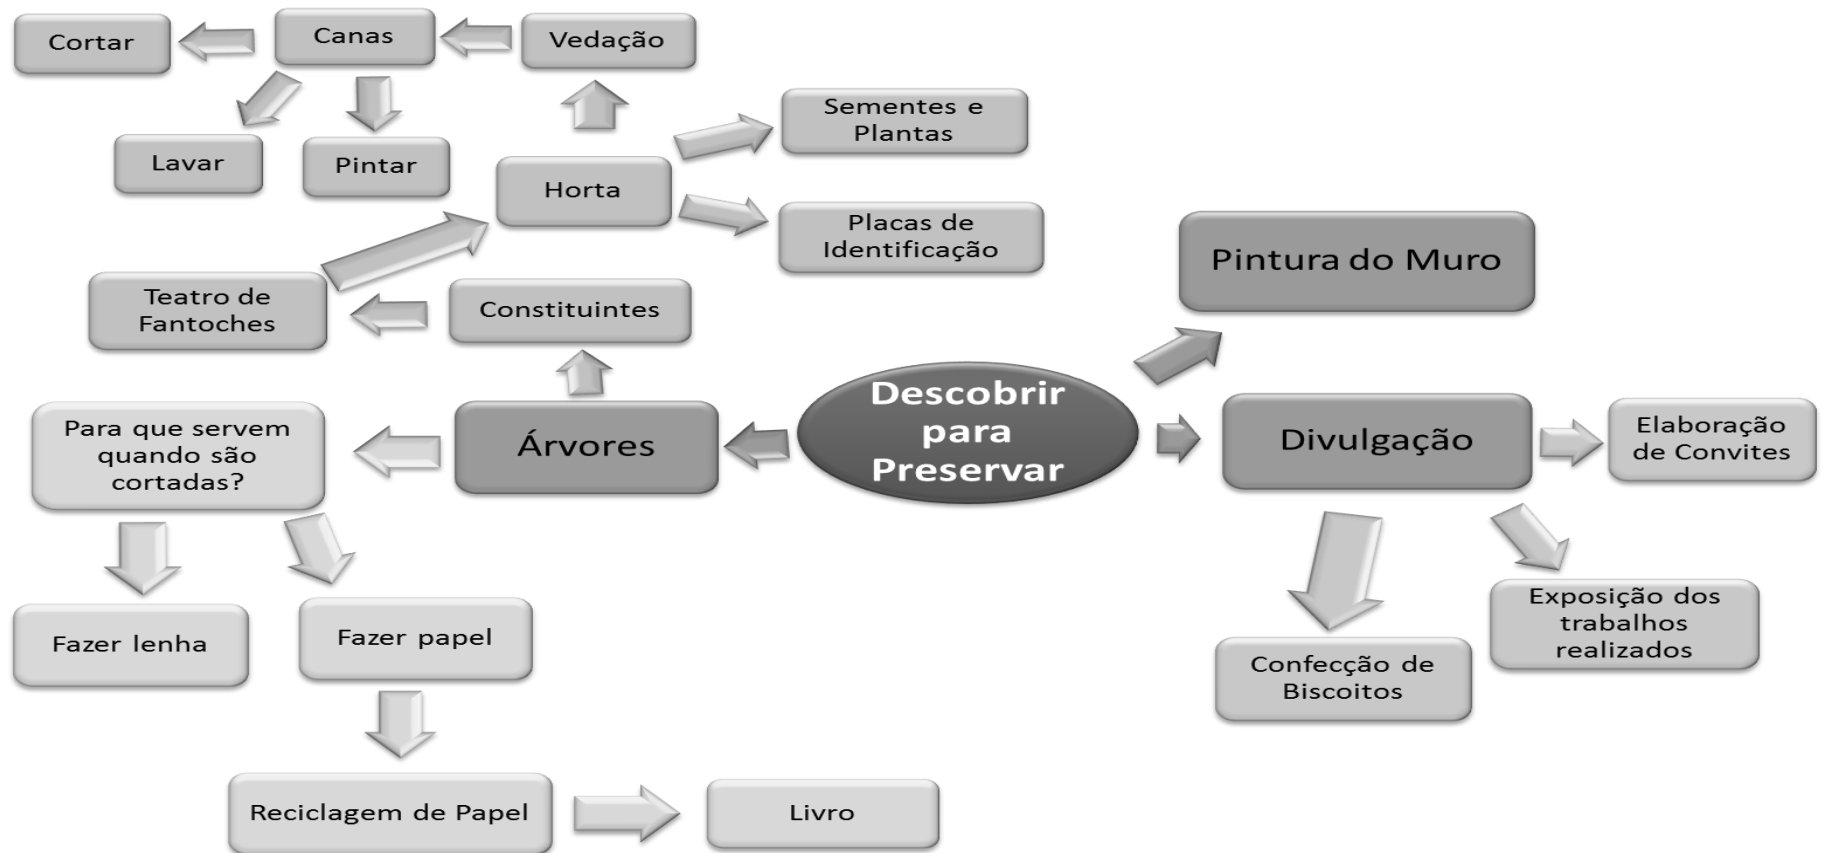 Cortar
Canas
Vedação
Sementes e
Plantas
Lavar
Pintar
Horta
Placas de
Identificação
Pintura do Muro
Teatro de
Fantoches
Constituintes
Descobrir
para
Preservar
Árvores
Para que servem
quando são
cortadas?
Divulgação
Elaboração
de Convites
Fazer lenha
Fazer papel
Exposição dos
trabalhos
realizados
Confecção de
Biscoitos
Reciclagem de Papel
Livro